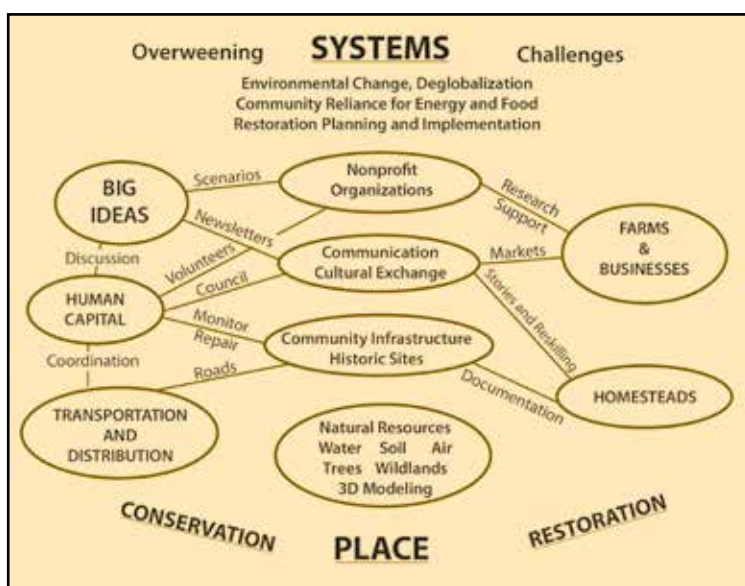 Overweening SYSTEMS Challenges
Environmental Change, Deglobalization
Community Reliance for Energy and Food
Restoration Planning and Implementation
BIG
IDEAS
Scenarios
Nonprofit
Organizations
Research
Support
Newsletters
Volunteers
Discussion
Communication
Cultural Exchange
Markets
FARMS
&
BUSINESSES
Council
HUMAN
CAPITAL
Stories and Reskilling
Monitor
Repair
Community Infrastructure
Historic Sites
Coordination
Roads
Documentation
HOMESTEADS
TRANSPORTATION
AND
DISTRIBUTION
Natural Resources
Water Soil Air
Trees Wildlands
3D Modeling
CONSERVATION
PLACE
RESTORATION